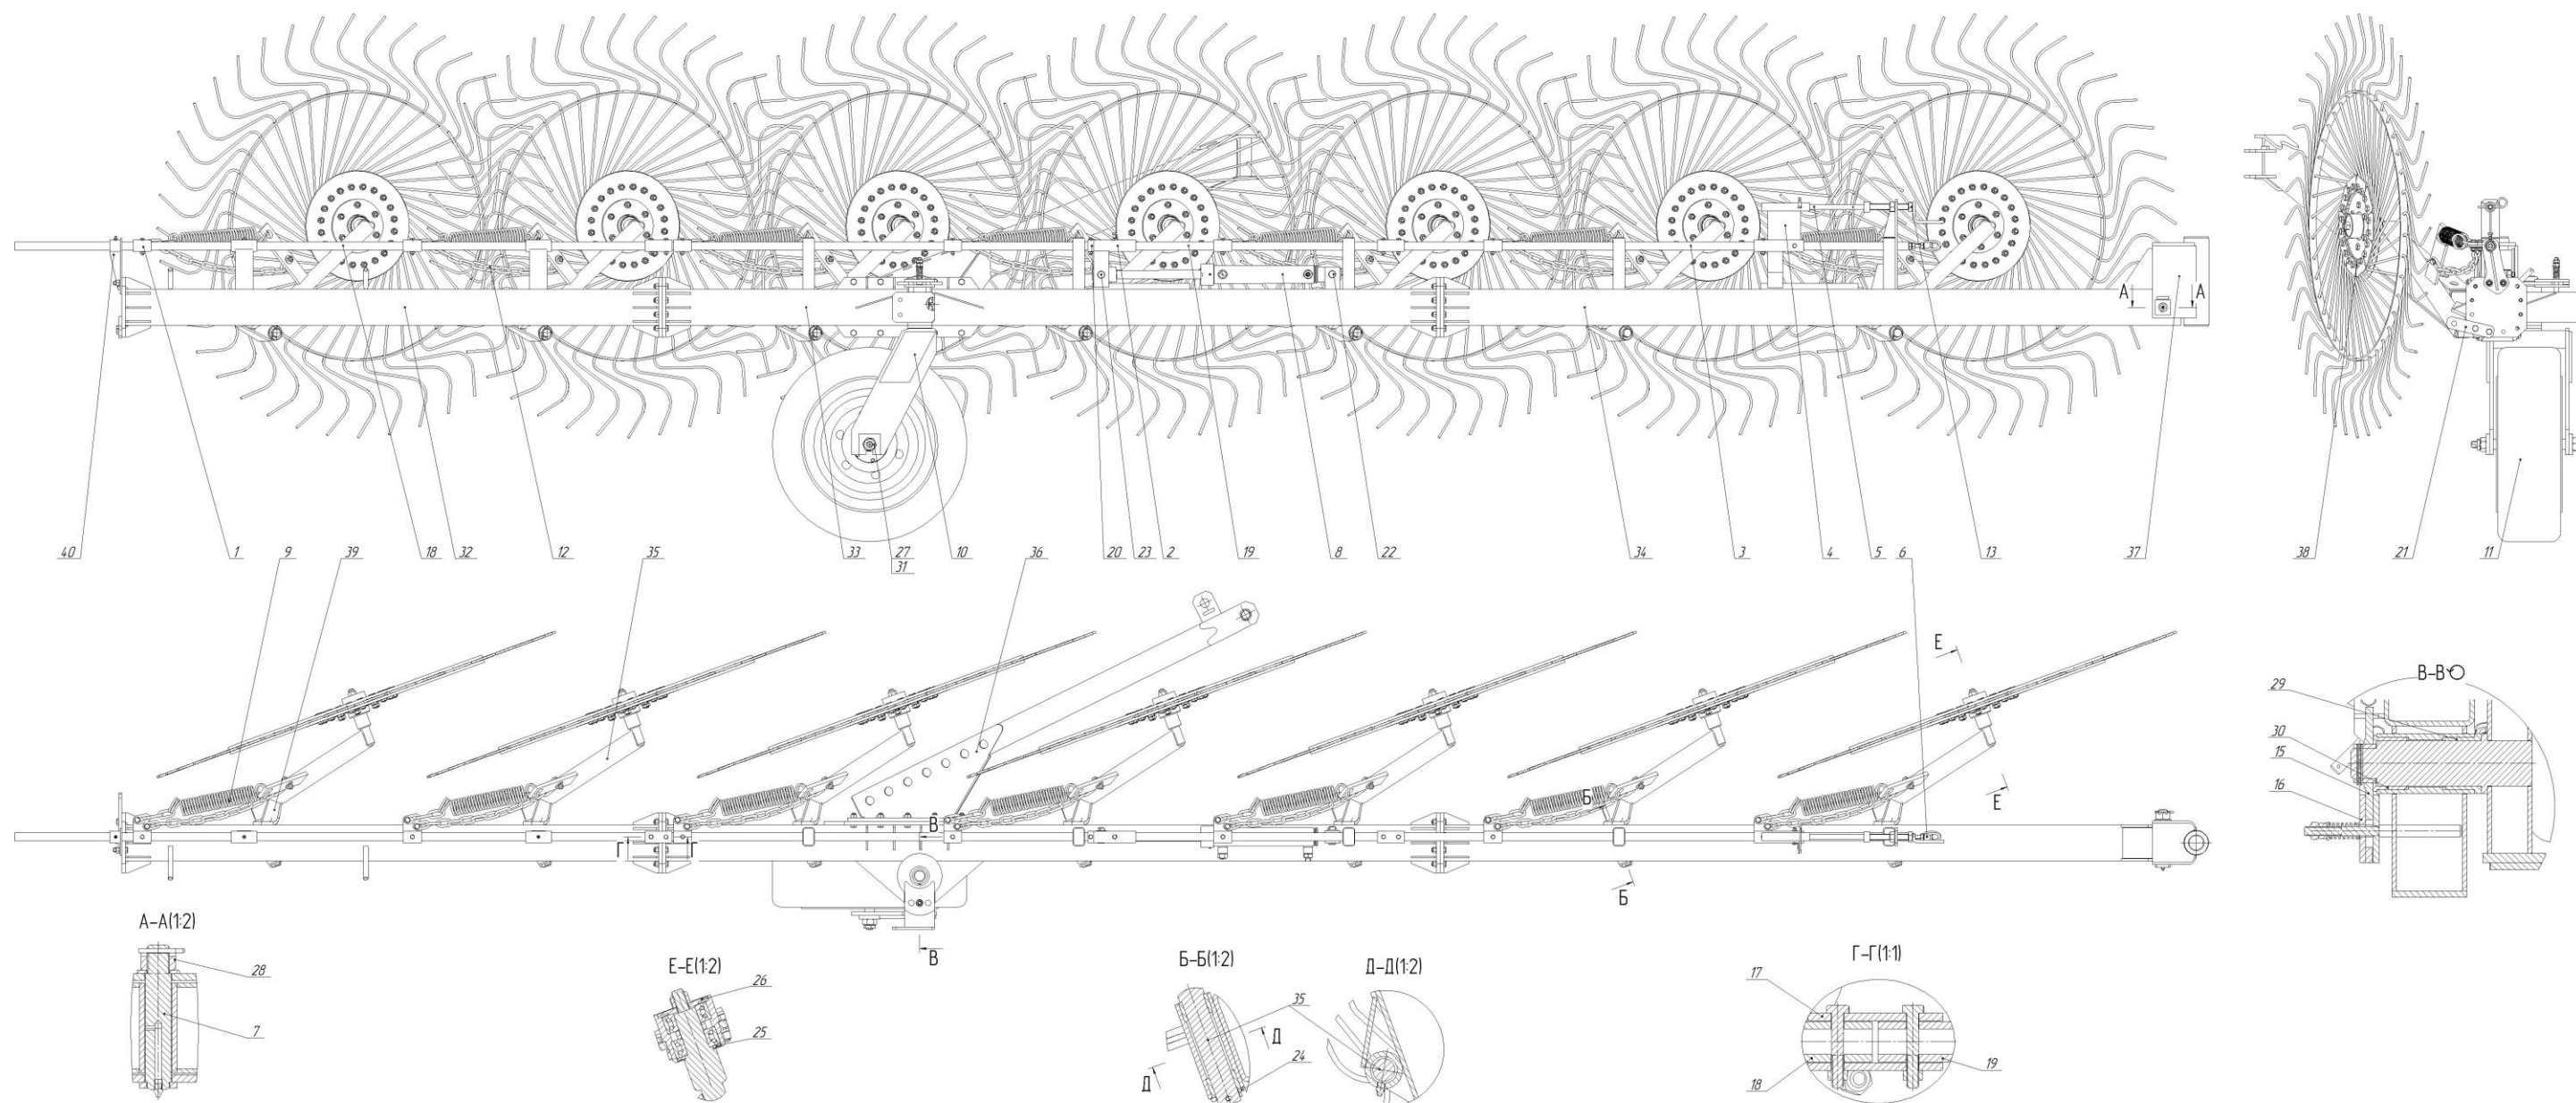 А А
40 1 18 32 12 33 27 10 20 23 2 19 8 22 34 3 4 5 6 13 37 38 21 11
31
9 39 35 36
Е
Е
Б
Б
В
В
Г Г
В–В
29
30
15
16
А–А(1:2)
28
7
Е–Е(1:2)
26
25
Б–Б(1:2)
35
Д
Д
24
Д–Д(1:2)
Г–Г(1:1)
17
18
19